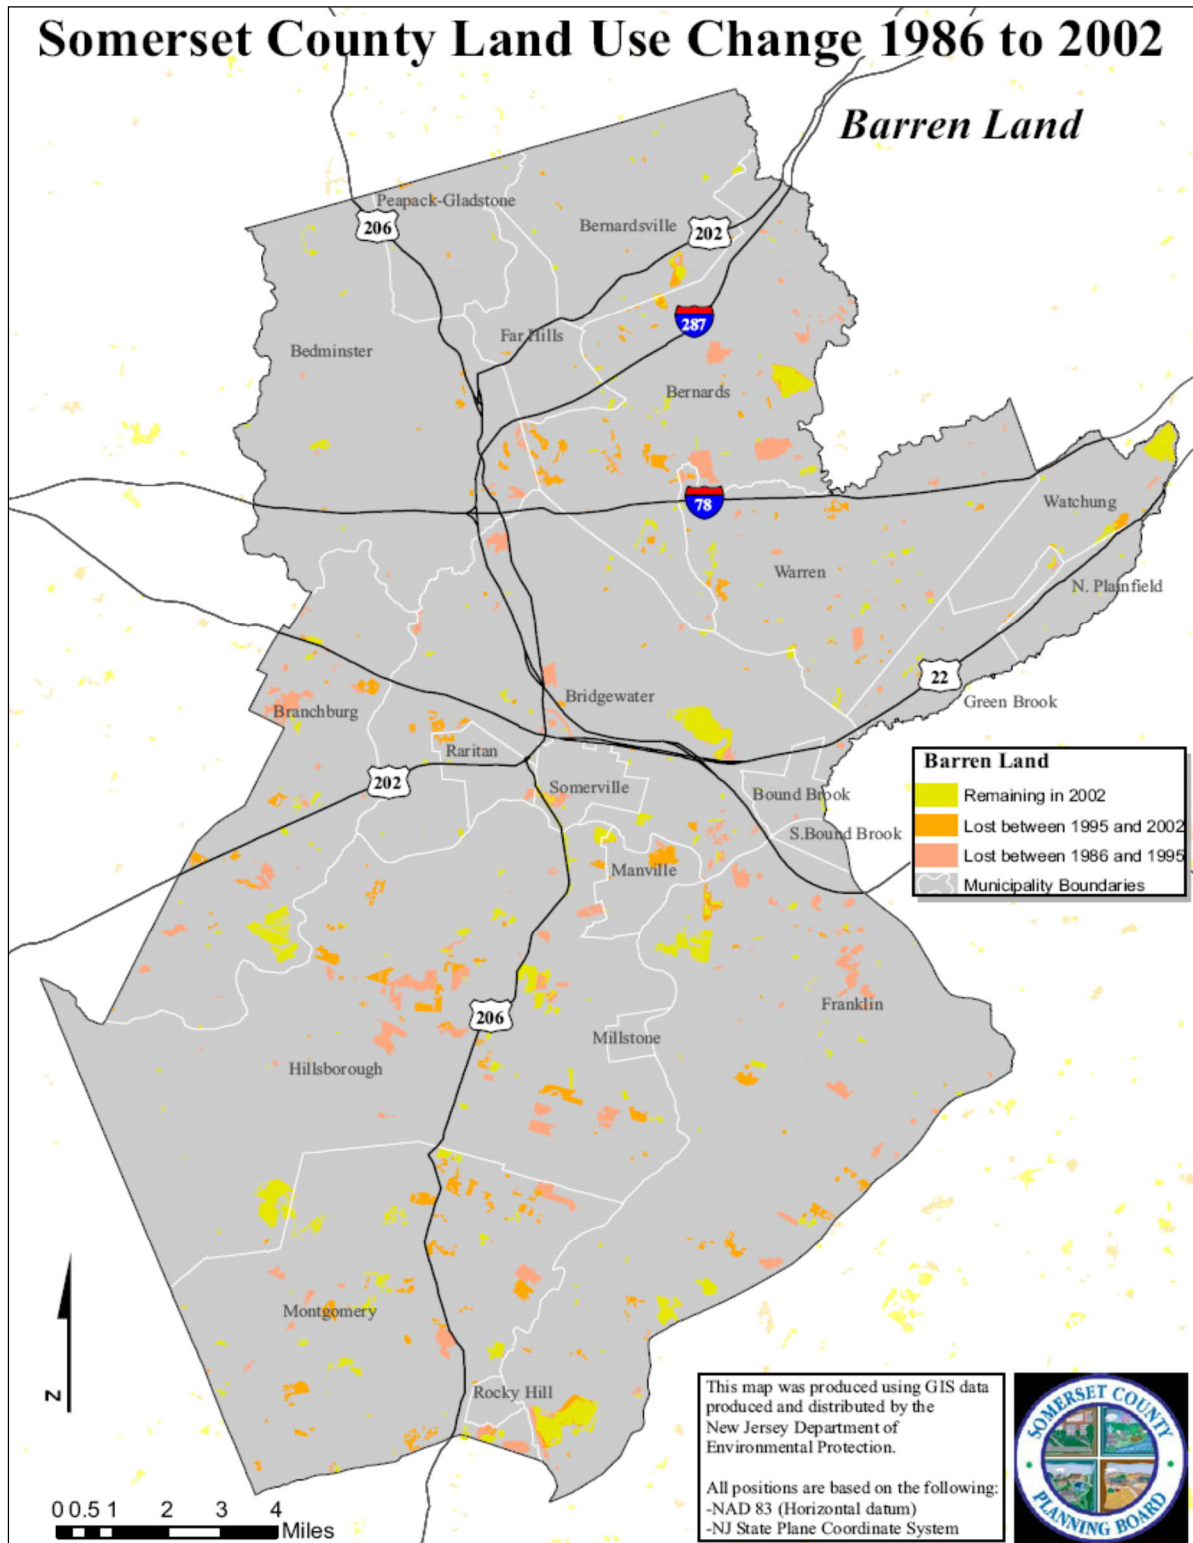 Somerset County Land Use Change 1986 to 2002
Barren Land
Peapack-Gladstone
206
Bernardsville
202
287
Far Hills
Bedminster
Bernards
78
Watchung
Warren
N. Plainfield
22
Bridgewater
Green Brook
Branchburg
Raritan
202
Somerville
Bound Brook
S.Bound Brook
Manville
Franklin
206
Millstone
Hillsborough
Montgomery
Rocky Hill
Barren Land
Remaining in 2002
Lost between 1995 and 2002
Lost between 1986 and 1995
Municipality Boundaries
N
0 0.5 1 2 3 4
Miles
This map was produced using GIS data
produced and distributed by the
New Jersey Department of
Environmental Protection.
All positions are based on the following:
-NAD 83 (Horizontal datum)
-NJ State Plane Coordinate System
SOMERSET COUNTY
PLANNING BOARD